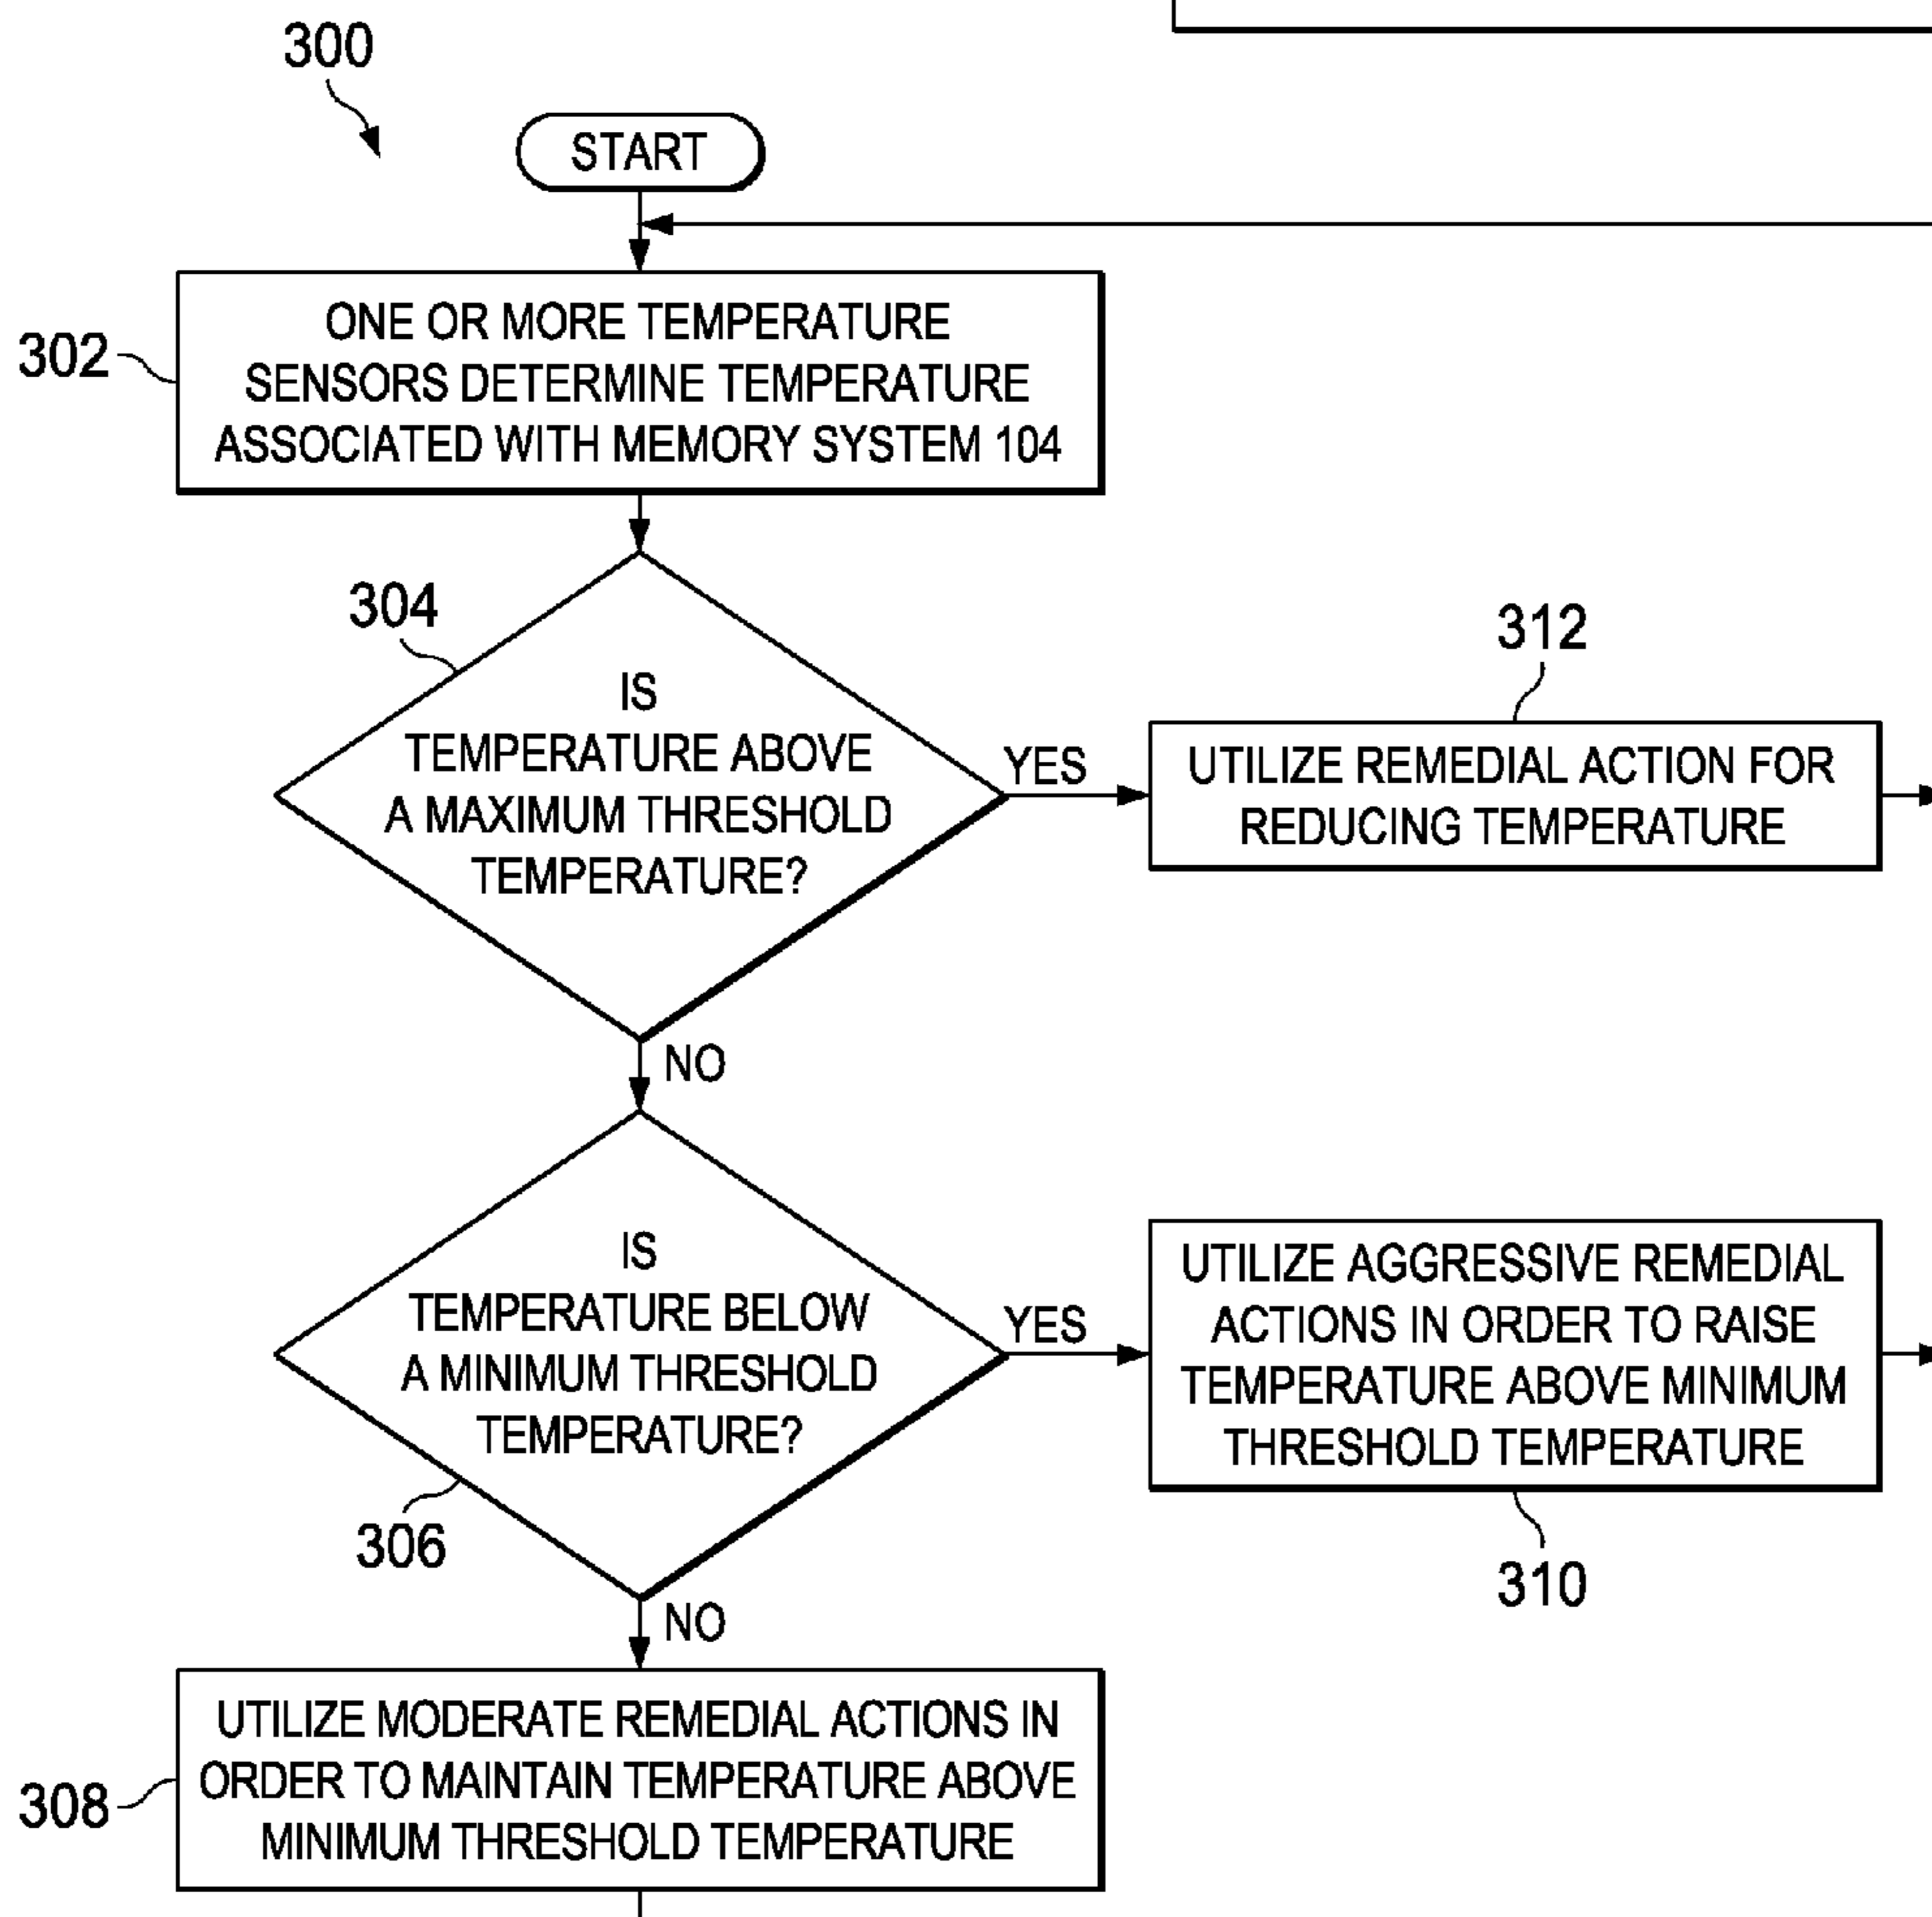 300
START
302
ONE OR MORE TEMPERATURE
SENSORS DETERMINE TEMPERATURE
ASSOCIATED WITH MEMORY SYSTEM 104
304
IS
TEMPERATURE ABOVE
A MAXIMUM THRESHOLD
TEMPERATURE?
YES
312
UTILIZE REMEDIAL ACTION FOR
REDUCING TEMPERATURE
NO
IS
TEMPERATURE BELOW
A MINIMUM THRESHOLD
TEMPERATURE?
306
YES
UTILIZE AGGRESSIVE REMEDIAL
ACTIONS IN ORDER TO RAISE
TEMPERATURE ABOVE MINIMUM
THRESHOLD TEMPERATURE
310
NO
308
UTILIZE MODERATE REMEDIAL ACTIONS IN
ORDER TO MAINTAIN TEMPERATURE ABOVE
MINIMUM THRESHOLD TEMPERATURE